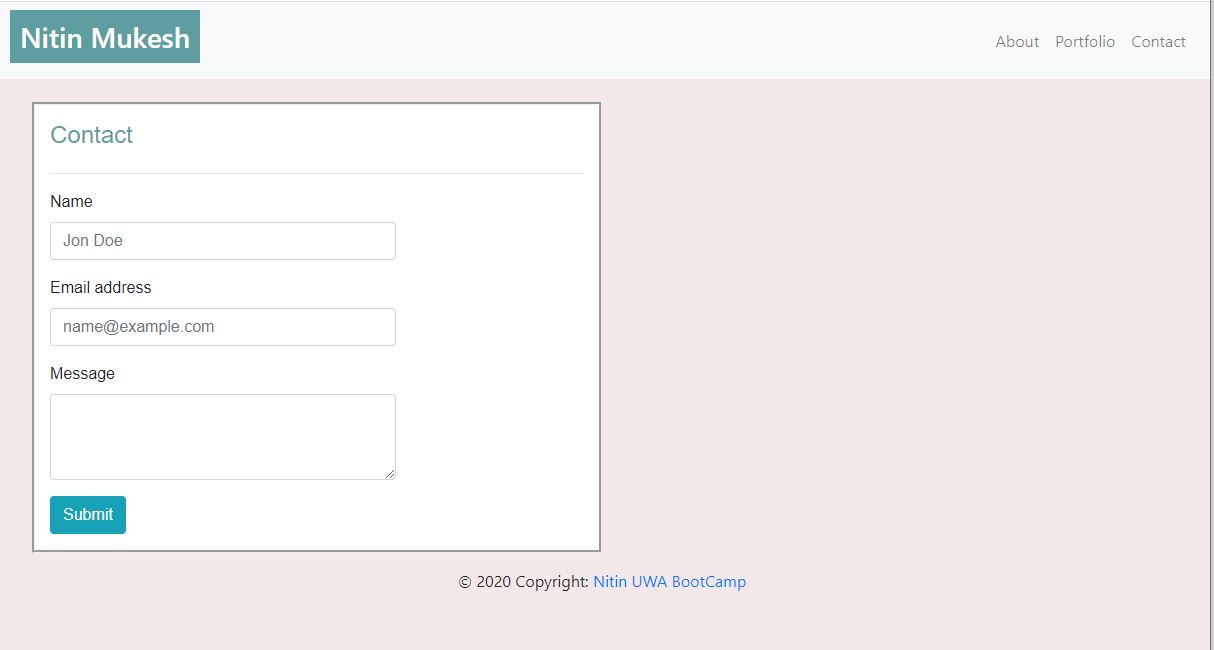 Nitin Mukesh
About Portfolio Contact
Contact
Name
Jon Doe
Email address
name@example.com
Message
Submit
© 2020 Copyright: Nitin UWA BootCamp